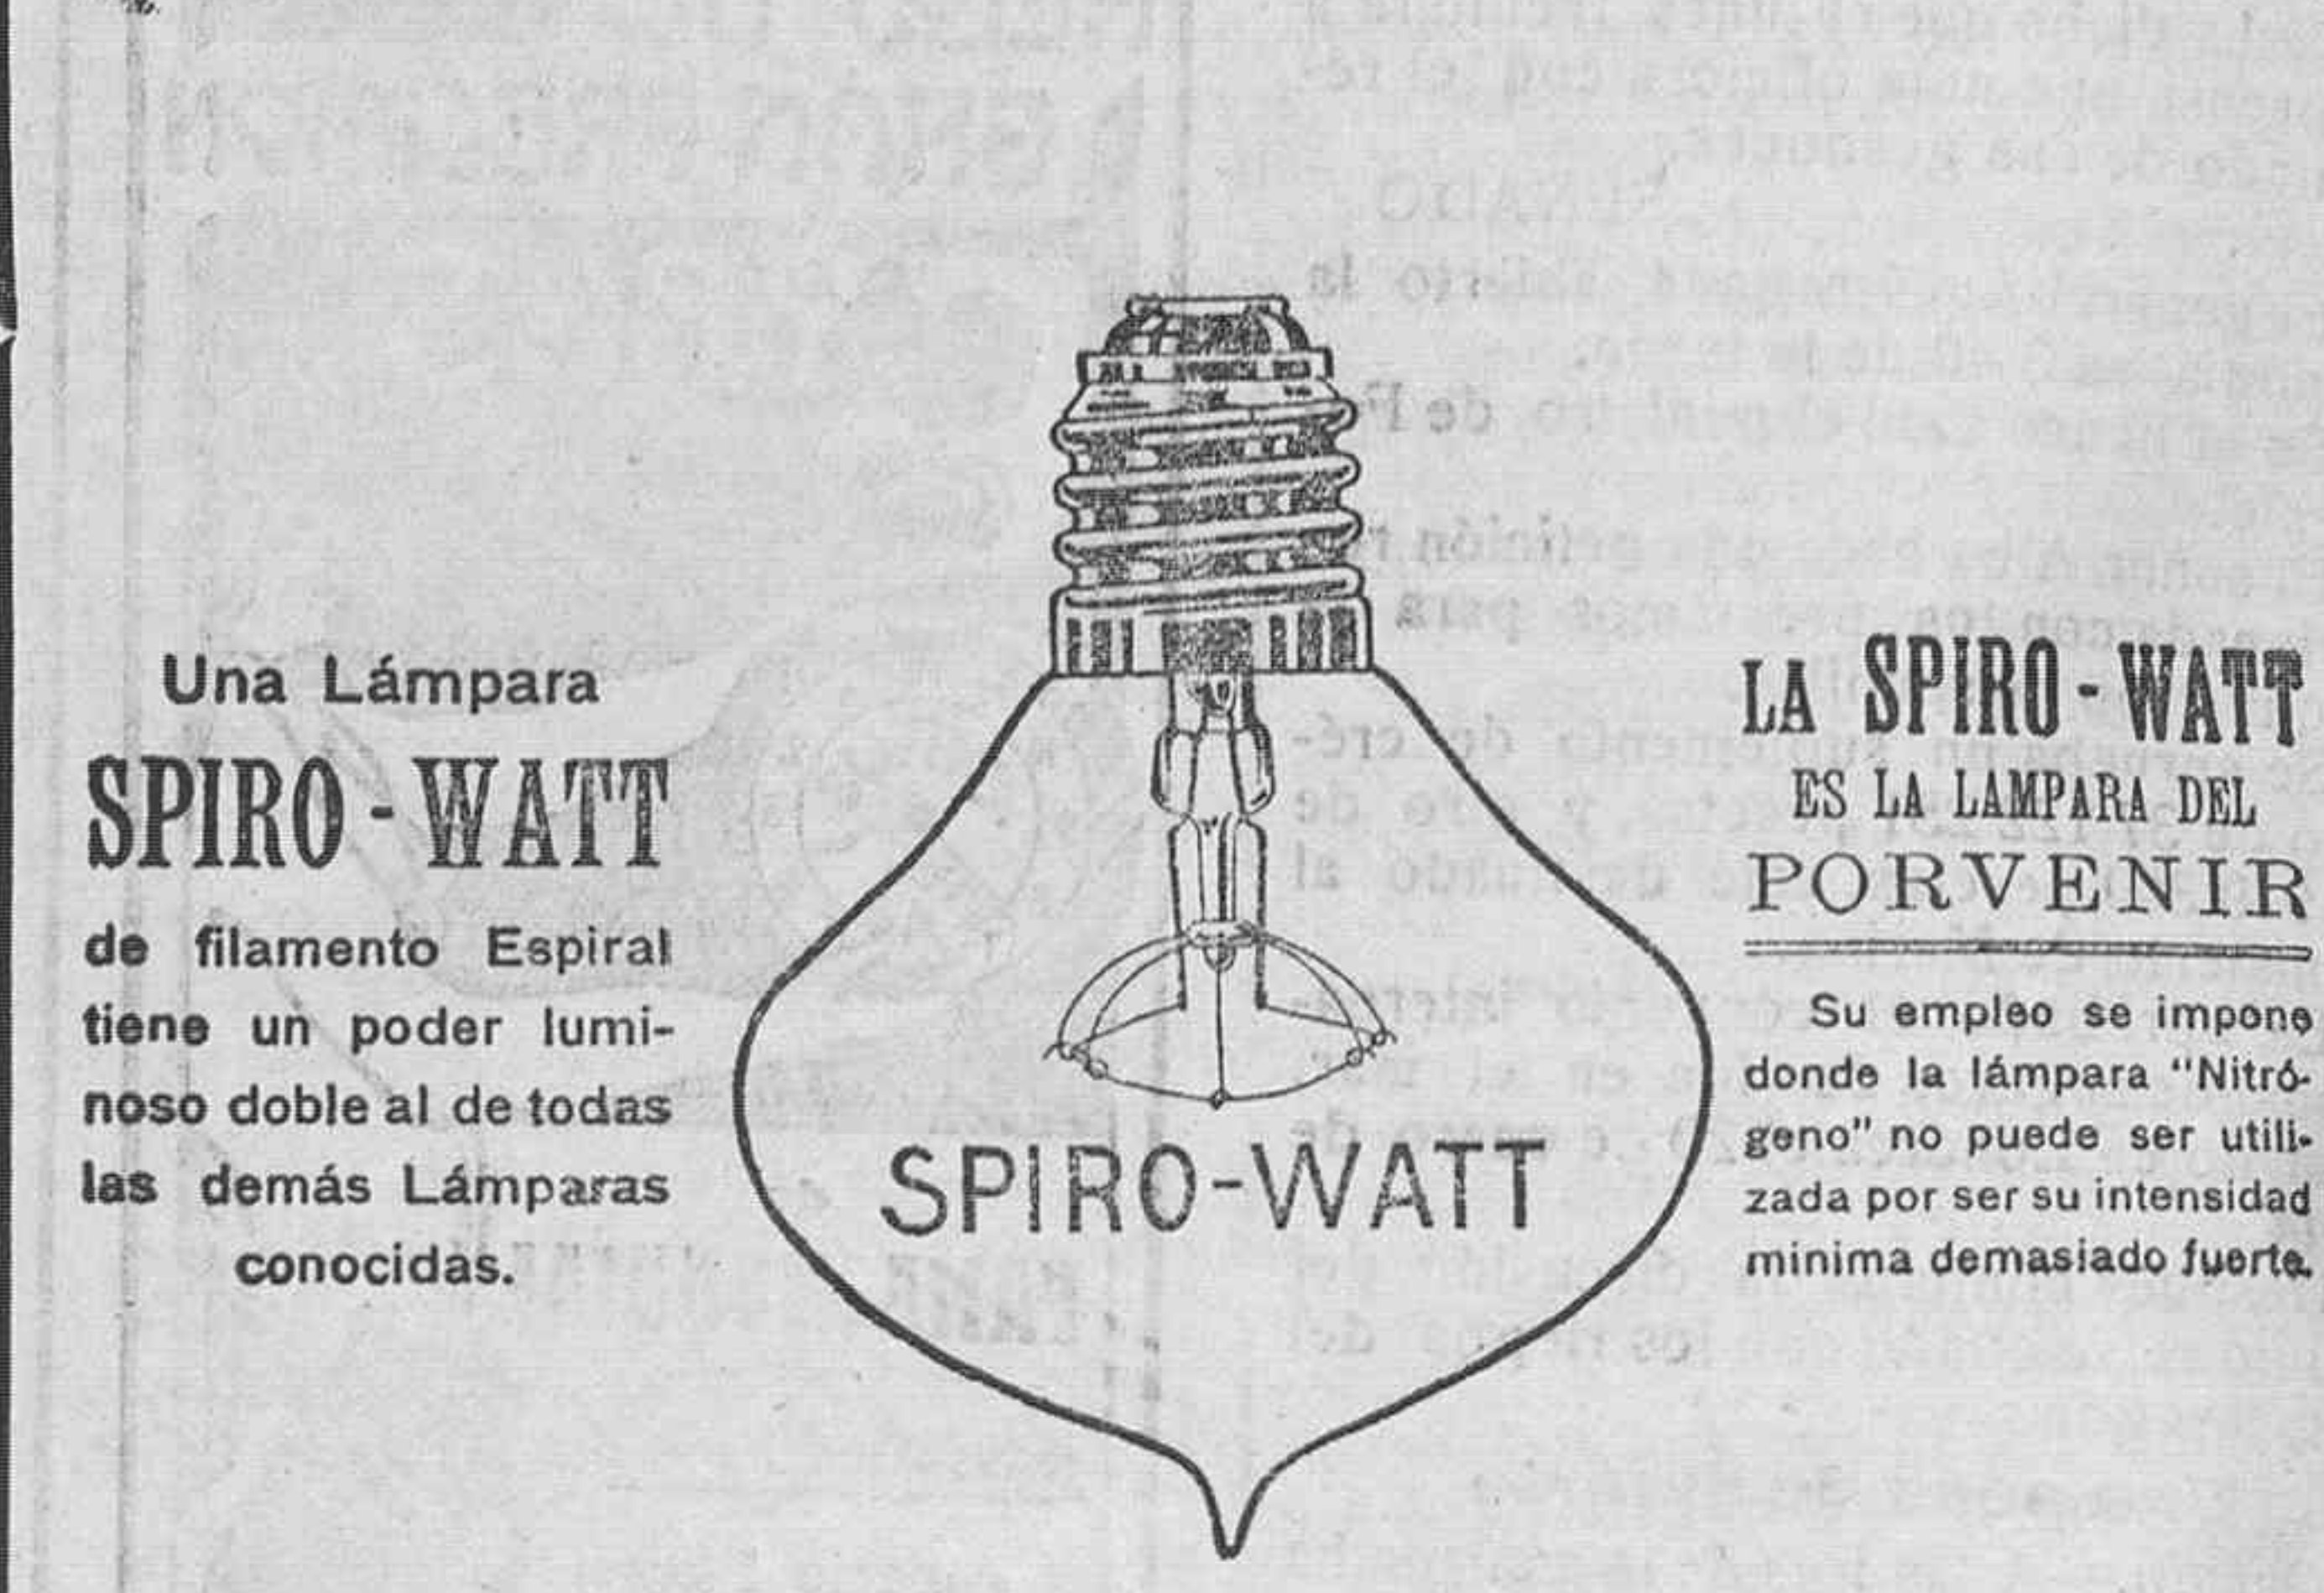 Una Lámpara
SPIRO - WATT
de filamento Espiral
tiene un poder lumi-
noso doble al de todas
las demás Lámparas
conocidas.
SPIRO-WATT
LA SPIRO - WATT
ES LA LAMPARA DEL
PORVENIR
Su empleo se impone
donde la lámpara "Nitró-
geno" no puede ser utili-
zada por ser su intensidad
minima demasiado fuerte.